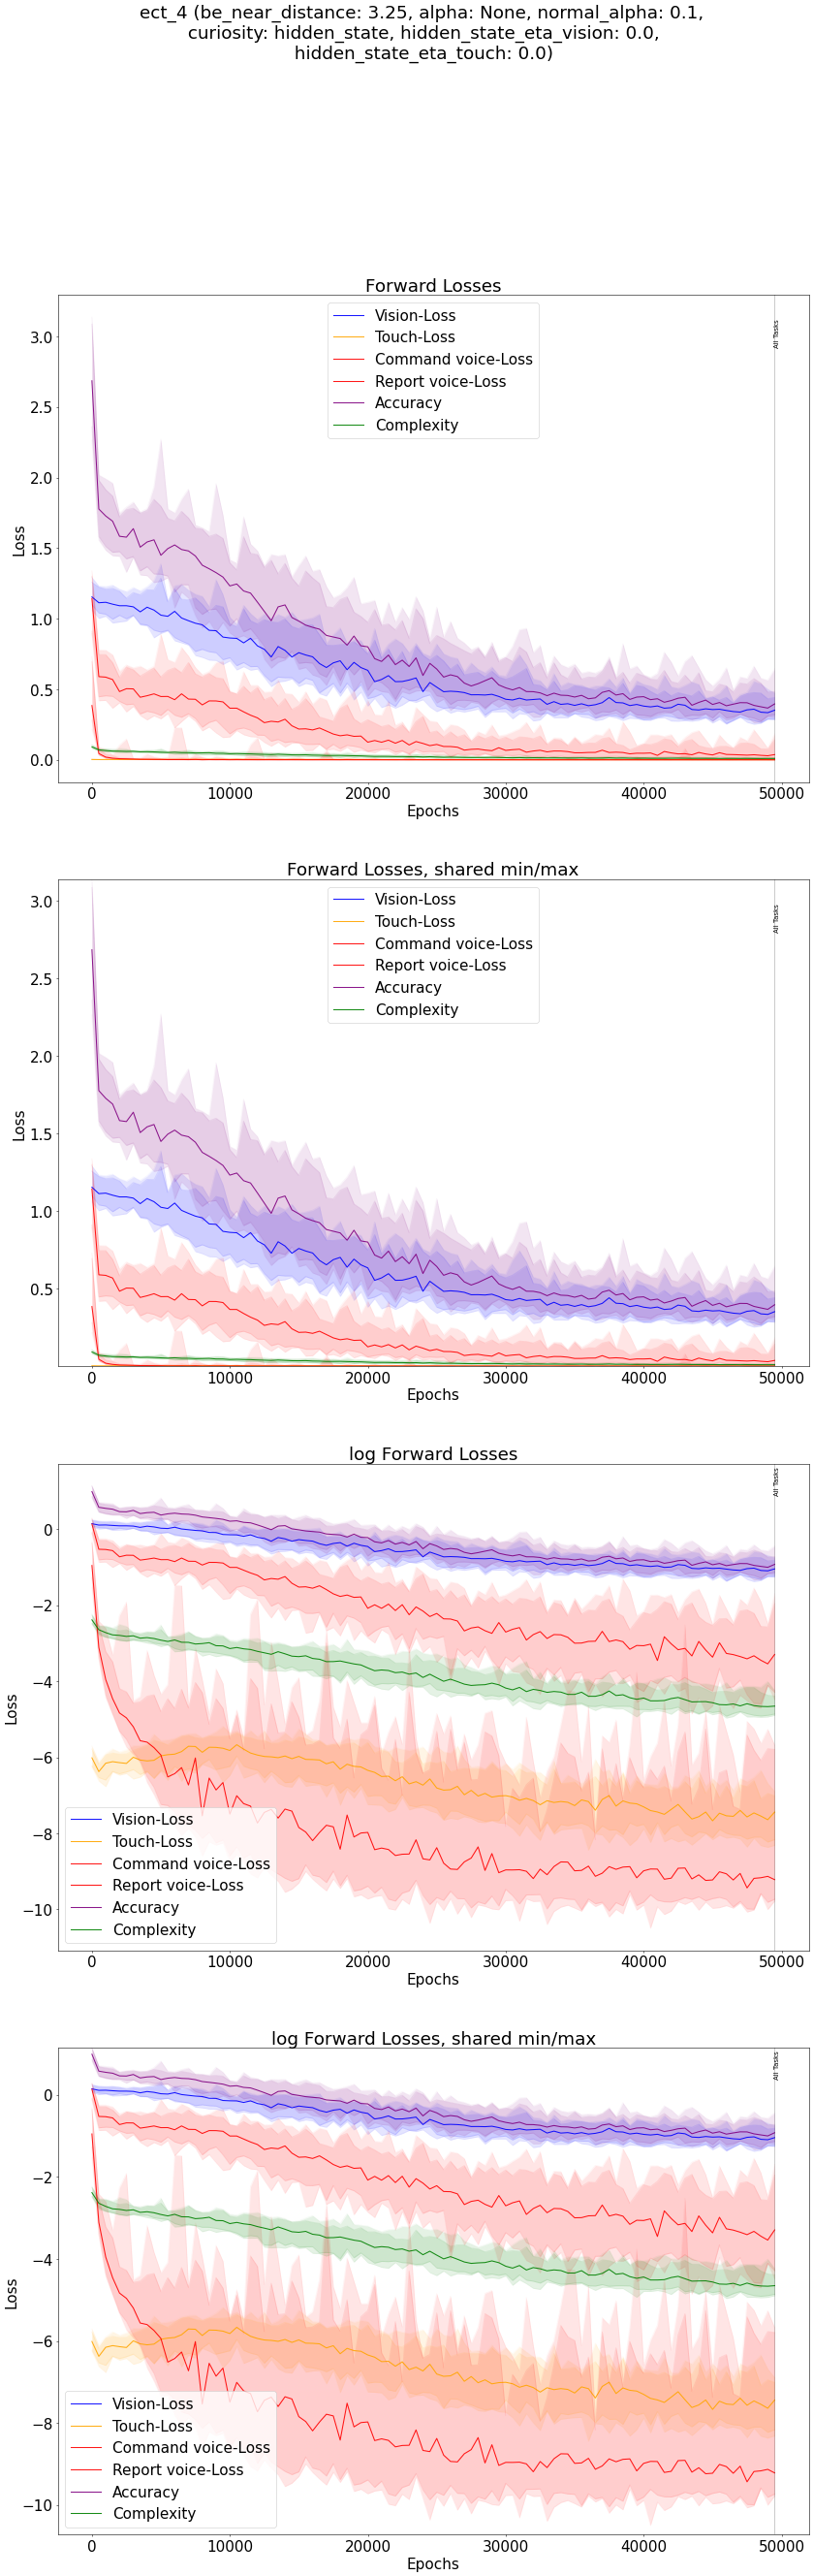 ect_4 (be_near_distance: 3.25, alpha: None, normal_alpha: 0.1,
curiosity: hidden_state, hidden_state_eta_vision: 0.0,
hidden_state_eta_touch: 0.0)
Forward Losses
Vision-Loss
Touch-Loss
Command voice-Loss
Report voice-Loss
Accuracy
Complexity
All Tasks
3.0
2.5
2.0
1.5
1.0
0.5
0.0
Loss
0 10000 20000 30000 40000 50000
Epochs
Forward Losses, shared min/max
Vision-Loss
Touch-Loss
Command voice-Loss
Report voice-Loss
Accuracy
Complexity
All Tasks
3.0
2.5
2.0
1.5
1.0
0.5
Loss
0 10000 20000 30000 40000 50000
Epochs
log Forward Losses
All Tasks
0
−2
−4
−6
−8
−10
Loss
Vision-Loss
Touch-Loss
Command voice-Loss
Report voice-Loss
Accuracy
Complexity
0 10000 20000 30000 40000 50000
Epochs
log Forward Losses, shared min/max
All Tasks
0
−2
−4
−6
−8
−10
Loss
Vision-Loss
Touch-Loss
Command voice-Loss
Report voice-Loss
Accuracy
Complexity
0 10000 20000 30000 40000 50000
Epochs